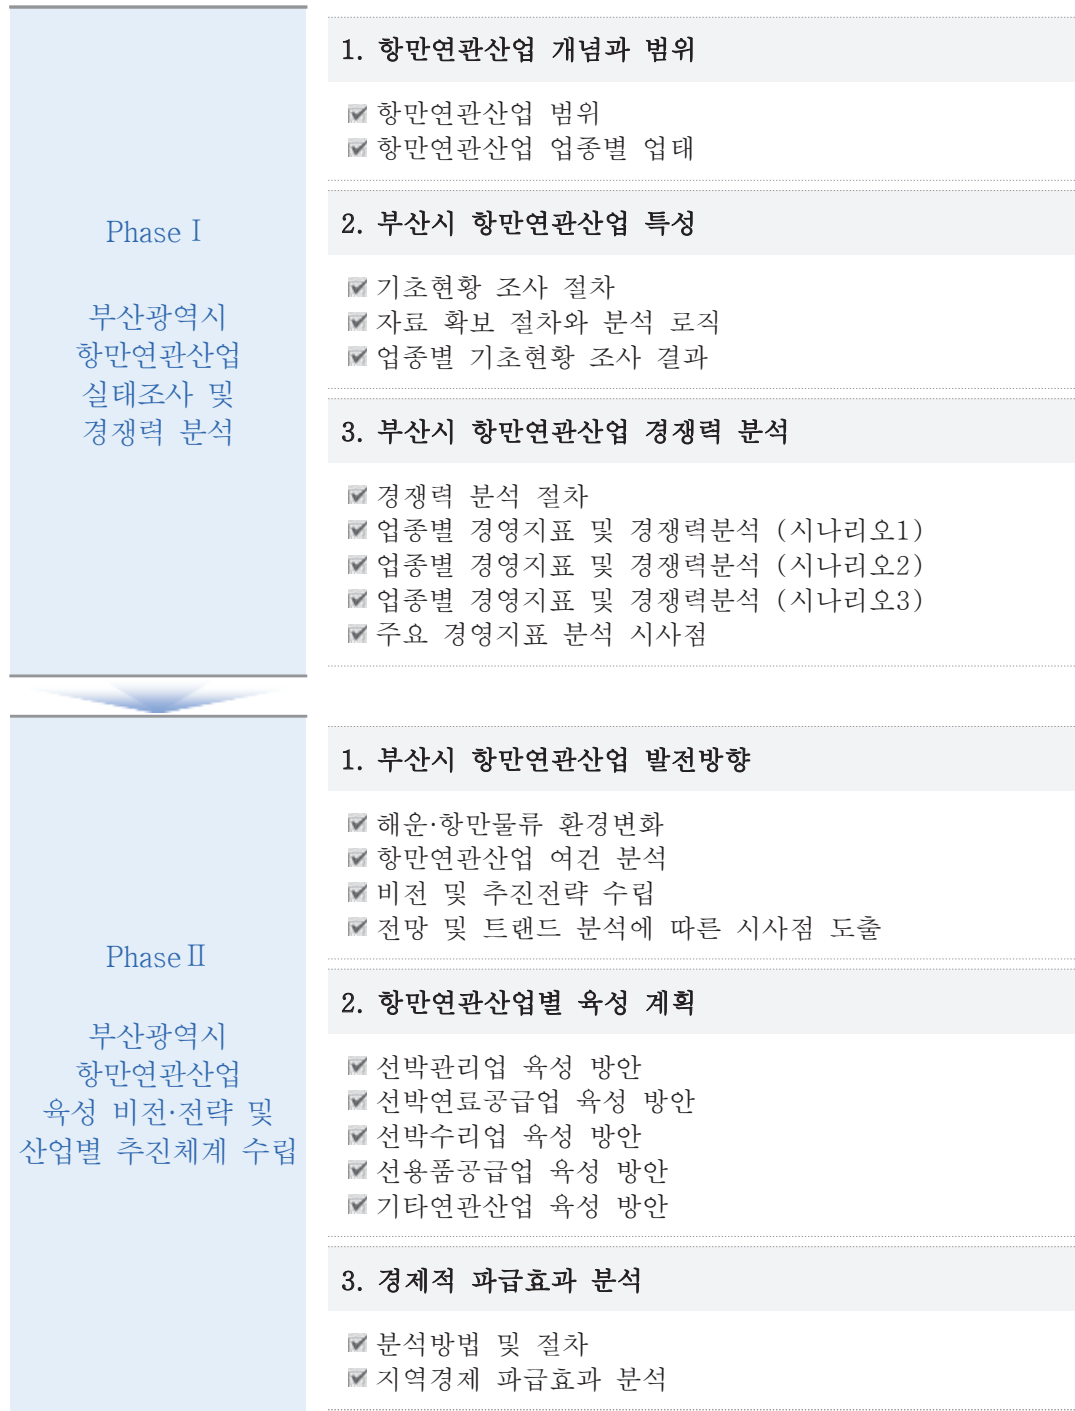 Phase Ⅰ
부산광역시
항만연관산업
실태조사 및
경쟁력 분석
1. 항만연관산업 개념과 범위
항만연관산업 범위
항만연관산업 업종별 업태
2. 부산시 항만연관산업 특성
기초현황 조사 절차
자료 확보 절차와 분석 로직
업종별 기초현황 조사 결과
3. 부산시 항만연관산업 경쟁력 분석
경쟁력 분석 절차
업종별 경영지표 및 경쟁력분석 (시나리오1)
업종별 경영지표 및 경쟁력분석 (시나리오2)
업종별 경영지표 및 경쟁력분석 (시나리오3)
주요 경영지표 분석 시사점
Phase Ⅱ
부산광역시
항만연관산업
육성 비전·전략 및
산업별 추진체계 수립
1. 부산시 항만연관산업 발전방향
해운·항만물류 환경변화
항만연관산업 여건 분석
비전 및 추진전략 수립
전망 및 트랜드 분석에 따른 시사점 도출
2. 항만연관산업별 육성 계획
선박관리업 육성 방안
선박연료공급업 육성 방안
선박수리업 육성 방안
선용품공급업 육성 방안
기타연관산업 육성 방안
3. 경제적 파급효과 분석
분석방법 및 절차
지역경제 파급효과 분석